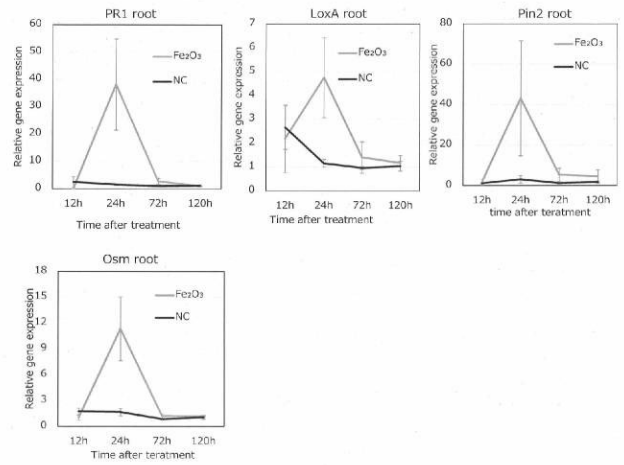 PR1 root
60
50
40
30
20
10
0
Relative gene expression
Fe₂O₃
NC
12h 24h 72h 120h
Time after treatment
LoxA root
7
6
5
4
3
2
1
0
Relative gene expression
Fe₂O₃
NC
12h 24h 72h 120h
Time after treatment
Pin2 root
80
60
40
20
0
Relative gene expression
Fe₂O₃
NC
12h 24h 72h 120h
time after teratment
Osm root
18
15
12
9
6
3
0
Relative gene expression
Fe₂O₃
NC
12h 24h 72h 120h
Time after teratment